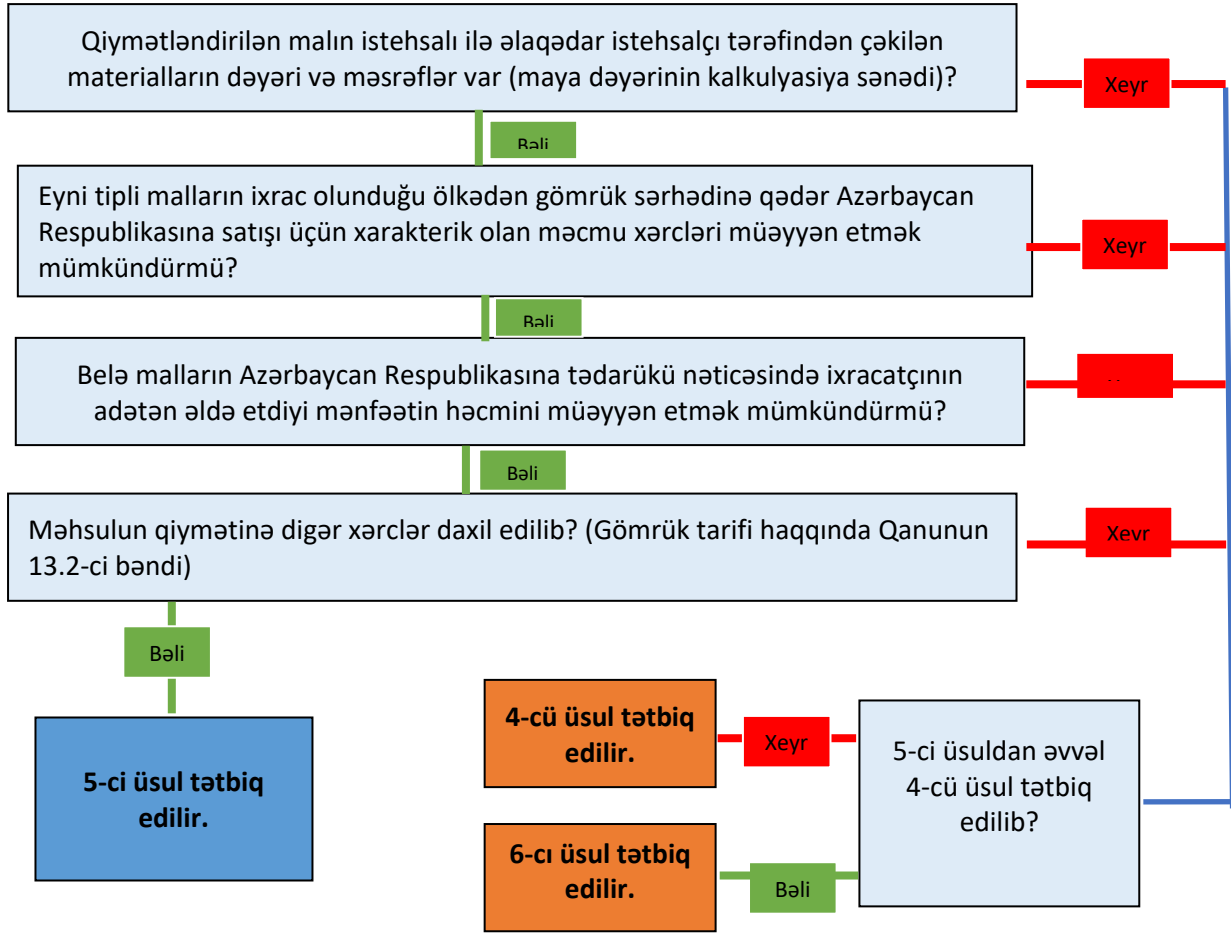 Qiymətləndirilən malın istehsalı ilə əlaqədar istehsalçı tərəfindən çəkilən
materialların dəyəri və məsrəflər var (maya dəyərinin kalkulyasiya sənədi)?
Xeyr
Bəli
Eyni tipli malların ixrac olunduğu ölkədən gömrük sərhədinə qədər Azərbaycan
Respublikasına satışı üçün xarakterik olan məcmu xərcləri müəyyən etmək
mümkündürmü?
Xeyr
Bəli
Belə malların Azərbaycan Respublikasına tədarükü nəticəsində ixracatçının
adətən əldə etdiyi mənfəətin həcmini müəyyən etmək mümkündürmü?
Bəli
Məhsulun qiymətinə digər xərclər daxil edilib? (Gömrük tarifi haqqında Qanunun
13.2-ci bəndi)
Xeyr
Bəli
5-ci üsul tətbiq
edilir.
4-cü üsul tətbiq
edilir.
Xeyr
5-ci üsuldan əvvəl
4-cü üsul tətbiq
edilib?
6-cı üsul tətbiq
edilir.
Bəli